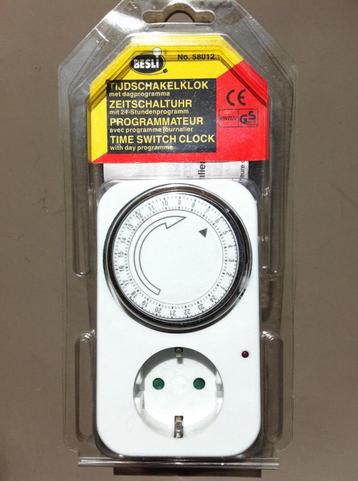 BESLI
No. 58012
TIJDSCHAKELKLOK
met dagprogramma
ZEITSCHALTUHR
mit 24-Stundenprogramm
PROGRAMMATEUR
avec programme journalier
TIME SWITCH CLOCK
with day programme
CE
GS